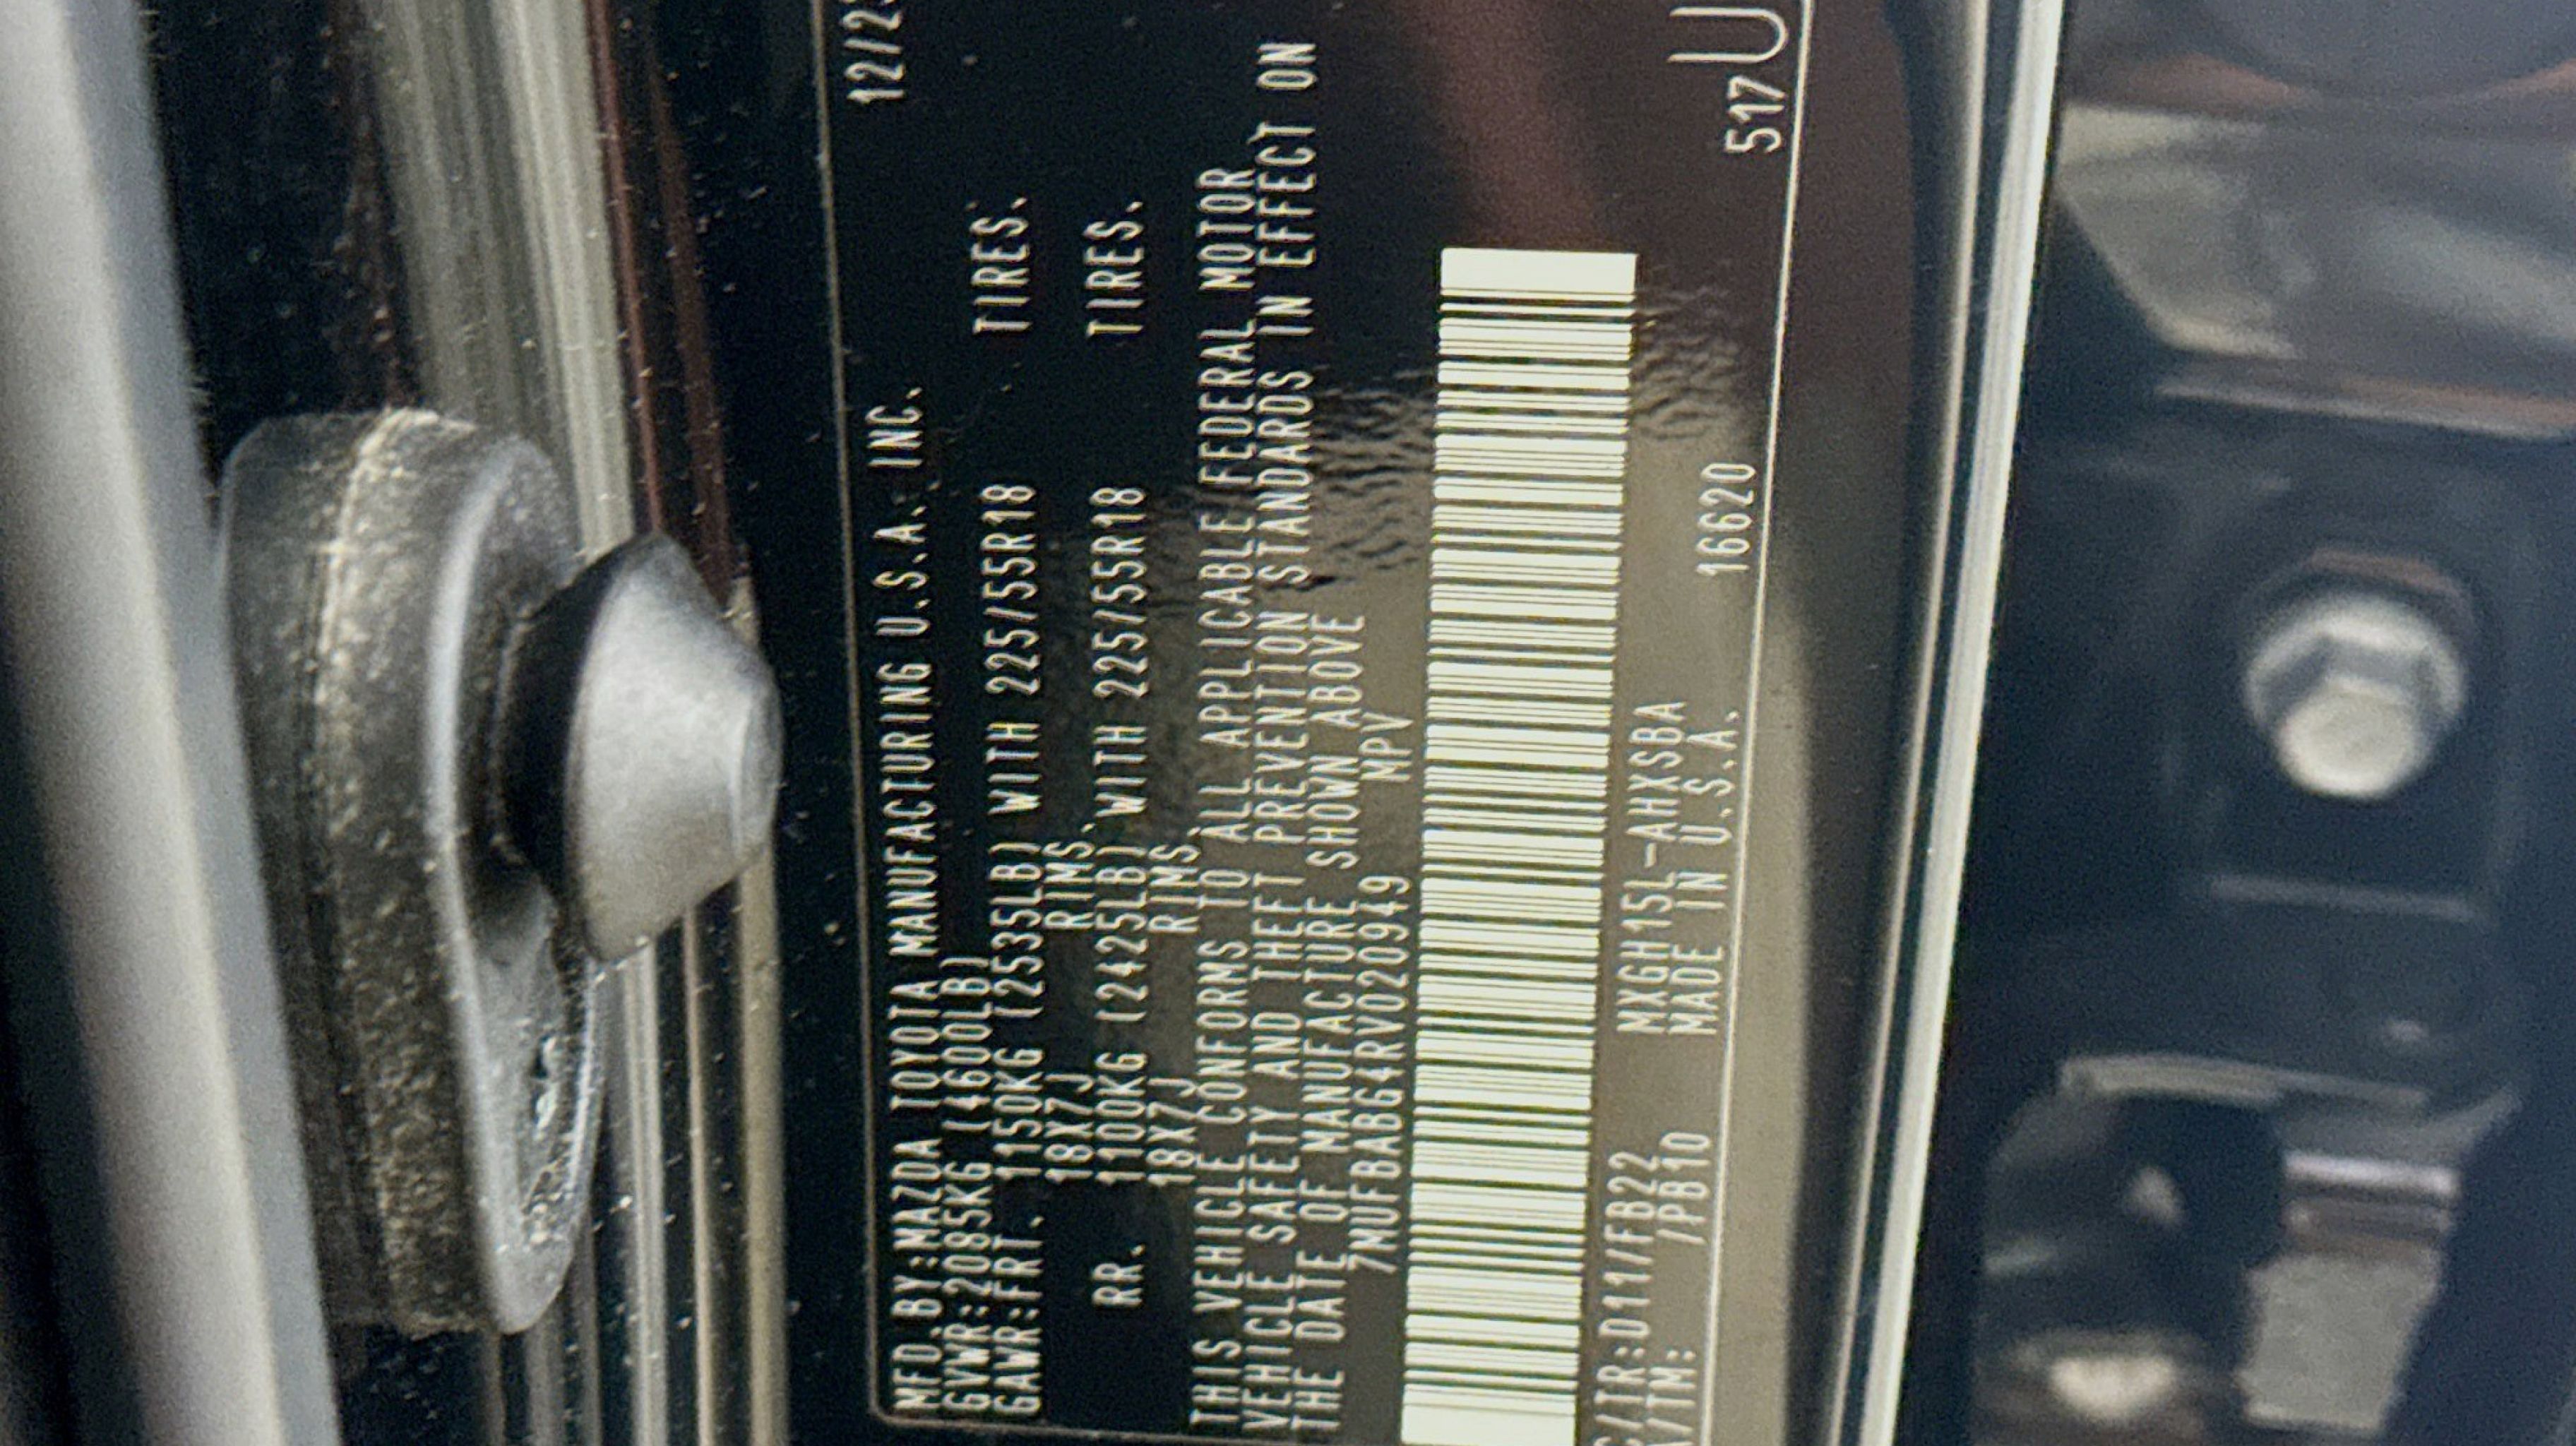 MFD.BY:MAZDA TOYOTA MANUFACTURING U.S.A.INC. 12/2
GVWR:2085KG (4600LB)
GAWR:FRT. 1150KG (2535LB) WITH 225/55R18 TIRES.
18X7J RIMS.
RR. 1100KG (2425LB) WITH 225/55R18 TIRES.
18X7J RIMS.
THIS VEHICLE CONFORMS TO ALL APPLICABLE FEDERAL MOTOR
VEHICLE SAFETY AND THEFT PREVENTION STANDARDS IN EFFECT ON
THE DATE OF MANUFACTURE SHOWN ABOVE
7MUFBABG4RV020949 MPV
C/TR:D11/FB22 MXGH15L-AHXSBA
/TM: /PB10 MADE IN U.S.A. 16620 517U